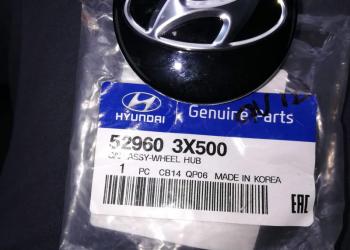 HYUNDAI Genuine Parts
52960 3X500
ASSY-WHEEL HUB
1 PC CB14 QP06 MADE IN KOREA
EAC